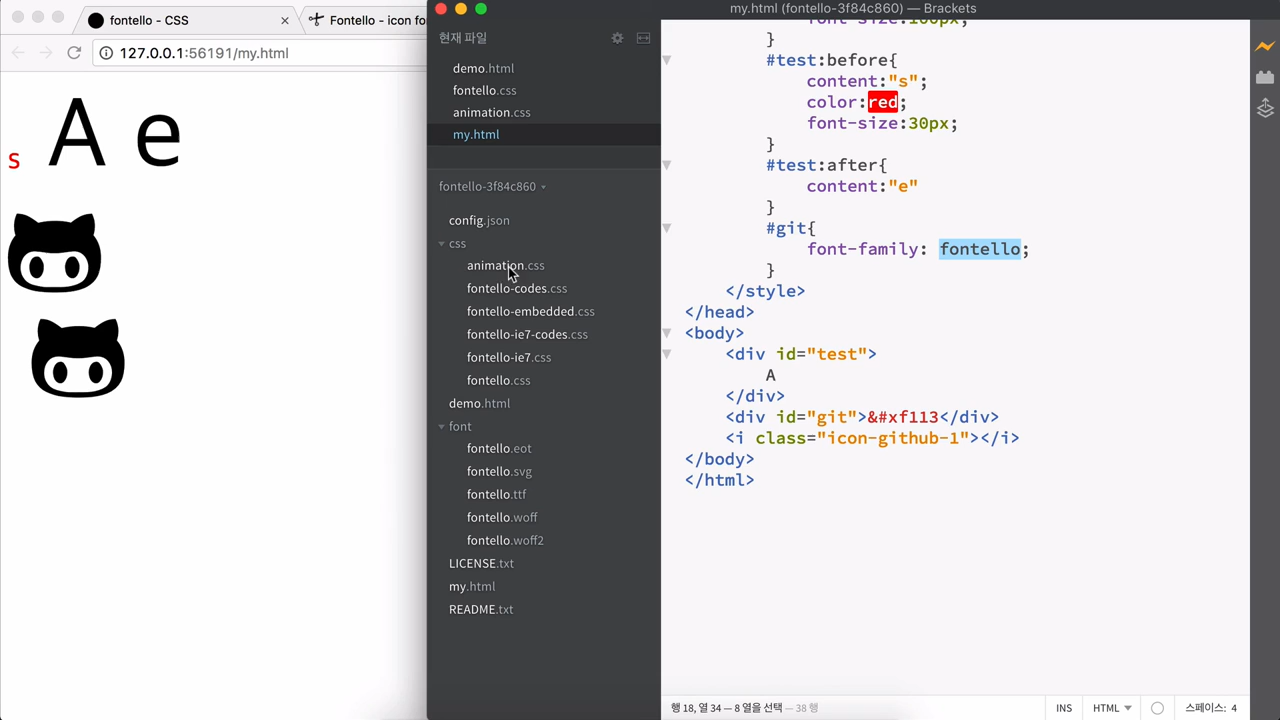 fontello - CSS
Fontello - icon fo
127.0.0.1:56191/my.html
s A e
my.html (fontello-3f84c860) — Brackets
현재 파일
demo.html
fontello.css
animation.css
my.html
fontello-3f84c860
config.json
css
animation.css
fontello-codes.css
fontello-embedded.css
fontello-ie7-codes.css
fontello-ie7.css
fontello.css
demo.html
font
fontello.eot
fontello.svg
fontello.ttf
fontello.woff
fontello.woff2
LICENSE.txt
my.html
README.txt
font-size:100px;
}
#test:before{
content:"s";
color:red;
font-size:30px;
}
#test:after{
content:"e"
}
#git{
font-family: fontello;
}
</style>
</head>
<body>
<div id="test">
A
</div>
<div id="git">&#xf113</div>
<i class="icon-github-1"></i>
</body>
</html>
행 18, 열 34 — 8 열을 선택 — 38 행
INS
HTML
스페이스: 4